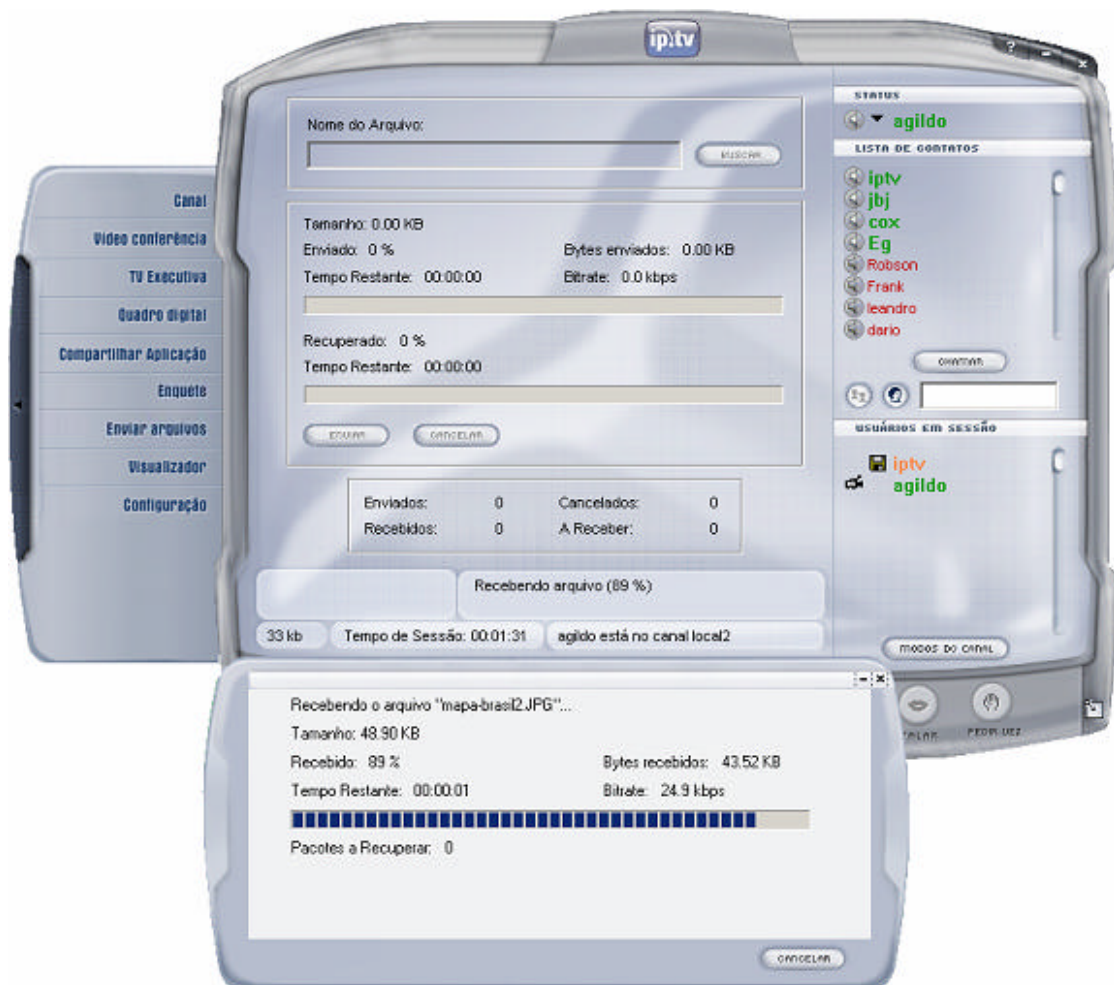 ip.tv
?
Canal
Vídeo conferência
TV Executiva
Quadro digital
Compartilhar Aplicação
Enquete
Enviar arquivos
Visualizador
Configuração
Nome do Arquivo:
BUSCAR
Tamanho: 0.00 KB
Enviado: 0 % Bytes enviados: 0.00 KB
Tempo Restante: 00:00:00 Bitrate: 0.0 kbps
Recuperado: 0 %
Tempo Restante: 00:00:00
ENVIAR CANCELAR
Enviados: 0 Cancelados: 0
Recebidos: 0 A Receber: 0
Recebendo arquivo (89 %)
33 kb Tempo de Sessão: 00:01:31 agildo está no canal local2
STATUS
agildo
LISTA DE CONTATOS
iptv
jbj
cox
Eg
Robson
Frank
leandro
dario
CHAMAR
USUÁRIOS EM SESSÃO
iptv
agildo
MODOS DO CANAL
FALAR PEDIR VEZ
Recebendo o arquivo "mapa-brasil2.JPG"...
Tamanho: 48.90 KB
Recebido: 89 % Bytes recebidos: 43.52 KB
Tempo Restante: 00:00:01 Bitrate: 24.9 kbps
Pacotes a Recuperar: 0
CANCELAR